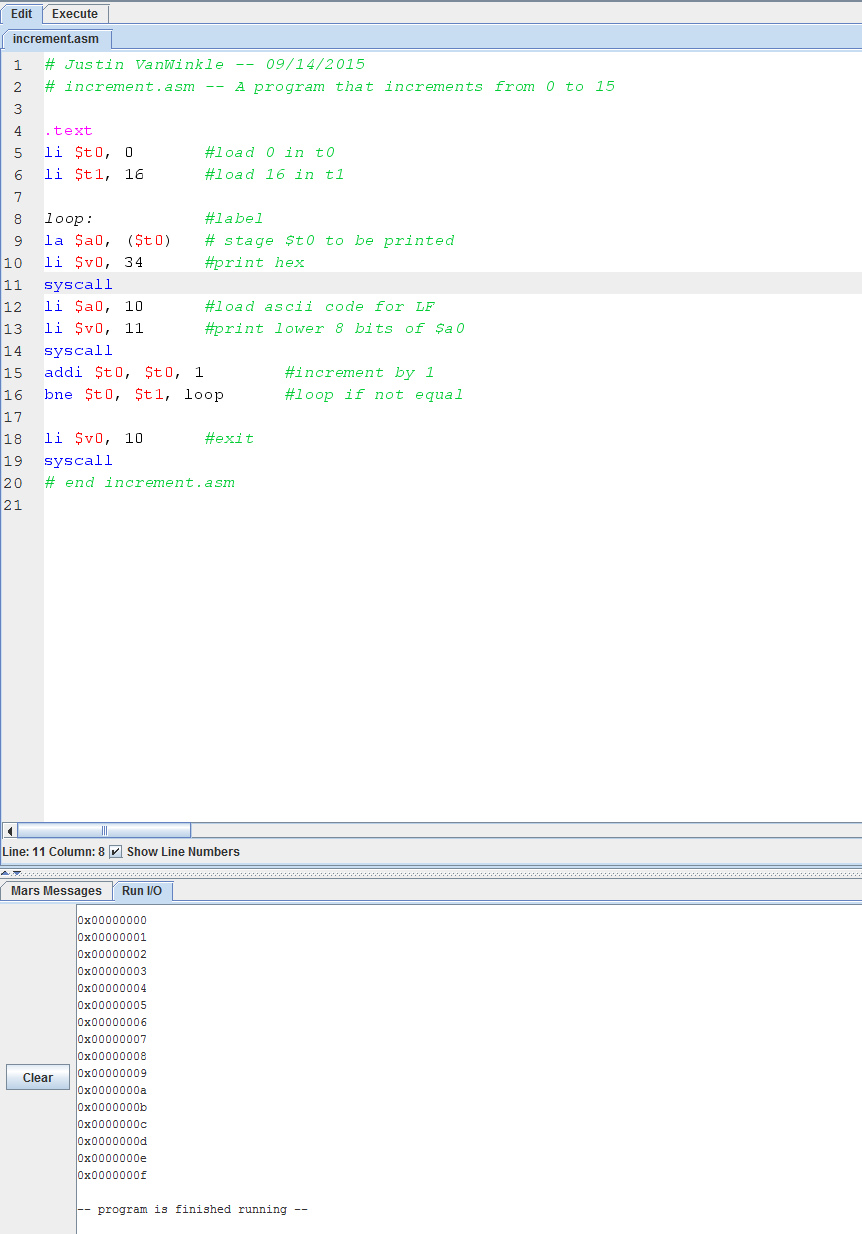 Edit Execute
increment.asm
1 # Justin VanWinkle -- 09/14/2015
2 # increment.asm -- A program that increments from 0 to 15
3
4 .text
5 li $t0, 0 #load 0 in t0
6 li $t1, 16 #load 16 in t1
7
8 loop: #label
9 la $a0, ($t0) # stage $t0 to be printed
10 li $v0, 34 #print hex
11 syscall
12 li $a0, 10 #load ascii code for LF
13 li $v0, 11 #print lower 8 bits of $a0
14 syscall
15 addi $t0, $t0, 1 #increment by 1
16 bne $t0, $t1, loop #loop if not equal
17
18 li $v0, 10 #exit
19 syscall
20 # end increment.asm
21
Line: 11 Column: 8 Show Line Numbers
Mars Messages Run I/O
0x00000000
0x00000001
0x00000002
0x00000003
0x00000004
0x00000005
0x00000006
0x00000007
0x00000008
0x00000009
Clear
0x0000000a
0x0000000b
0x0000000c
0x0000000d
0x0000000e
0x0000000f
-- program is finished running --